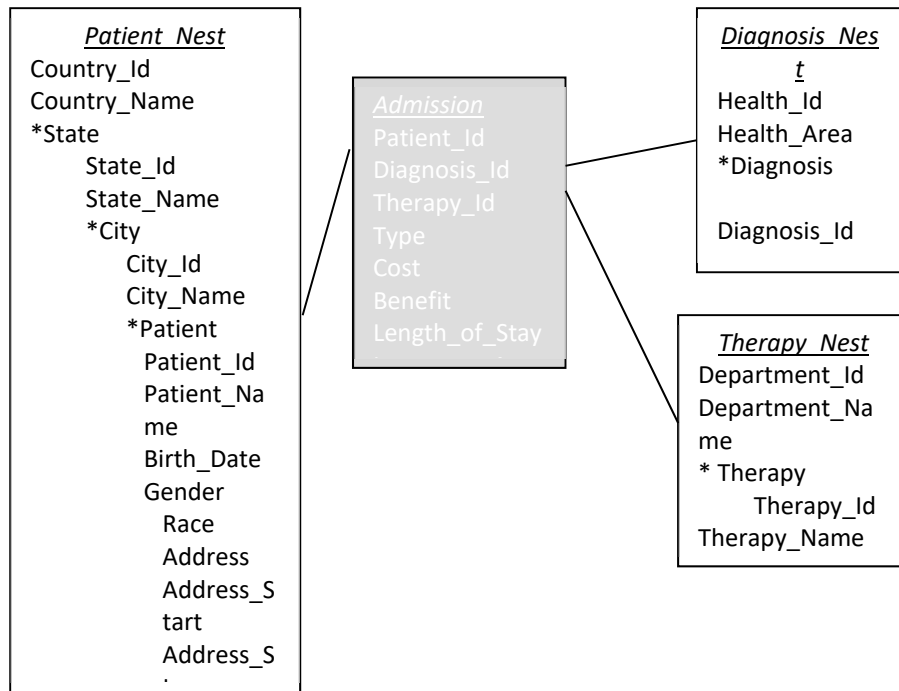 Patient_Nest
Country_Id
Country_Name
*State
State_Id
State_Name
*City
City_Id
City_Name
*Patient
Patient_Id
Patient_Na
me
Birth_Date
Gender
Race
Address
Address_S
tart
Address_S
Admission
Patient_Id
Diagnosis_Id
Therapy_Id
Type
Cost
Benefit
Length_of_Stay
Diagnosis_Nes
t
Health_Id
Health_Area
*Diagnosis
Diagnosis_Id
Therapy_Nest
Department_Id
Department_Na
me
* Therapy
Therapy_Id
Therapy_Name